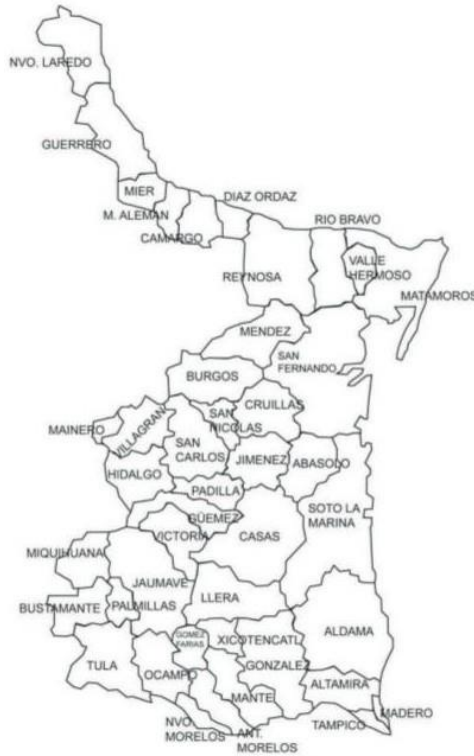 NVO. LAREDO
GUERRERO
MIER
DIAZ ORDAZ
M. ALEMAN
CAMARGO
RIO BRAVO
VALLE
HERMOSO
REYNOSA
MATAMOROS
MENDEZ
SAN
FERNANDO
BURGOS
CRUILLAS
SAN
NICOLAS
VILLAGRAN
MAINERO
SAN
CARLOS
JIMENEZ
ABASOLO
HIDALGO
PADILLA
GÜEMEZ
SOTO LA
MARINA
VICTORIA
CASAS
MIQUIHUANA
JAUMAVE
LLERA
BUSTAMANTE
PALMILLAS
ALDAMA
GOMEZ
FARIAS
XICOTENCATL
TULA
OCAMPO
GONZALEZ
ALTAMIRA
MANTE
MADERO
NVO.
MORELOS
TAMPICO
ANT.
MORELOS